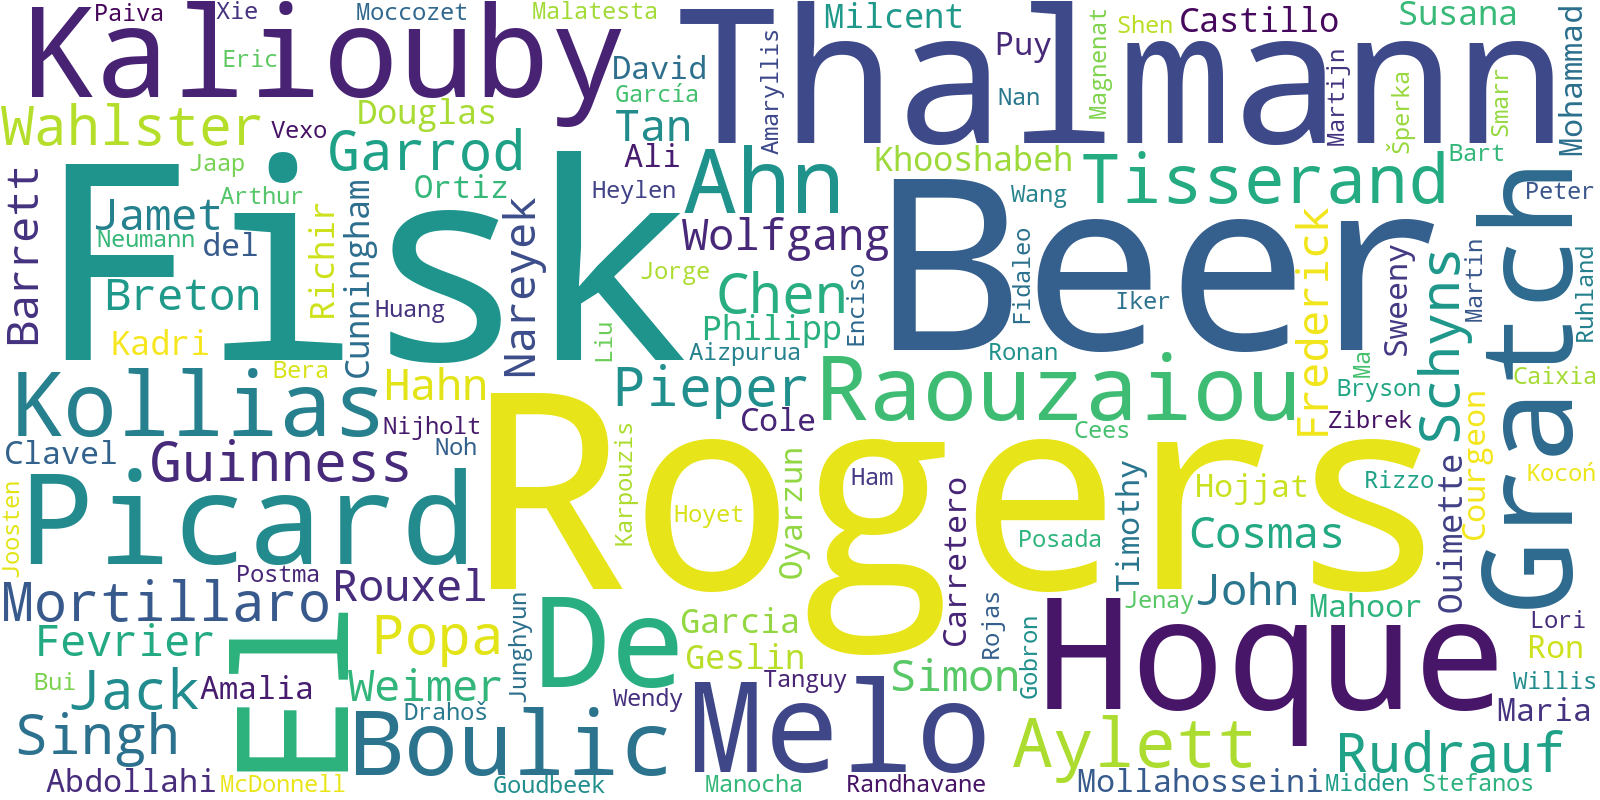 Paiva
Xie
Moccozet
Malatesta
Kaliouby
Thalmann
Milcent
Puy
Shen
Castillo
Susana
Eric
David
García
Amaryllis
Nan
Magnenat
Martijn
Šperka
Smarr
Mohammad
Wahlster
Vexo
Douglas
Tan
Garrod
Ali
Khooshabeh
Tisserand
Bart
Jaap
Arthur
Ortiz
Heylen
Ahn
Wang
Peter
Barrett
Fisk
Beer
Jamet
Neumann
del
Richir
Cunningham
Nareyek
Wolfgang
Jorge
Chen
Enciso
Fidaleo
Iker
Frederick
Sweeny
Schyns
Martin
Gratch
Ruhland
Breton
Huang
Kadri
Bera
Liu
Philipp
Aizpurua
Ronan
Ma
Caixia
Kollias
Hahn
Pieper
Raouzaiou
Bryson
Nijholt
Noh
Cole
Cees
Zibrek
Clavel
Guinness
Rogers
Karpouzis
Oyarzun
Ham
Carretero
Timothy
Hojjat
Rizzo
Ouimette
Courgeon
Kocoń
Joosten
Picard
Hoyet
Posada
Cosmas
Postma
Mortillaro
Rouxel
De
John
Jenay
Mahoor
Hoque
Lori
Fevrier
El
Popa
Junghyun
Garcia
Geslin
Rojas
Gobron
Ron
Bui
Jack
Amalia
Weimer
Wendy
Tanguy
Simon
Willis
Maria
Drahoš
Singh
Boulic
Melo
Aylett
Rudrauf
Abdollahi
McDonnell
Goudbeek
Manocha
Randhavane
Mollahosseini
Midden
Stefanos